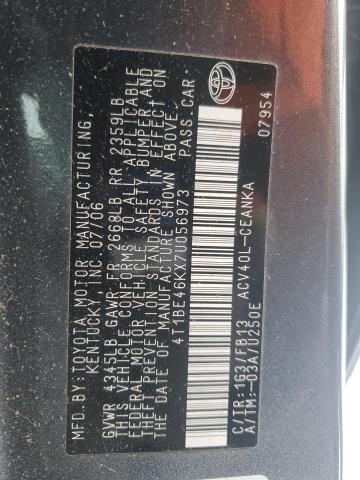 MFD.BY:TOYOTA MOTOR MANUFACTURING,
KENTUCKY, INC. 07/06
GVWR 4345LB GAWR FR 2668LB RR 2359LB
THIS VEHICLE CONFORMS TO ALL APPLICABLE
FEDERAL MOTOR VEHICLE SAFETY BUMPER AND
THEFT PREVENTION STANDARDS IN EFFECT ON
THE DATE OF MANUFACTURE SHOWN ABOVE.
4T1BE46KX7U056973 PASS.CAR
C/TR: 1G3/FB13 ACV40L-CEANKA
A/TM:-03A/U250E
07954